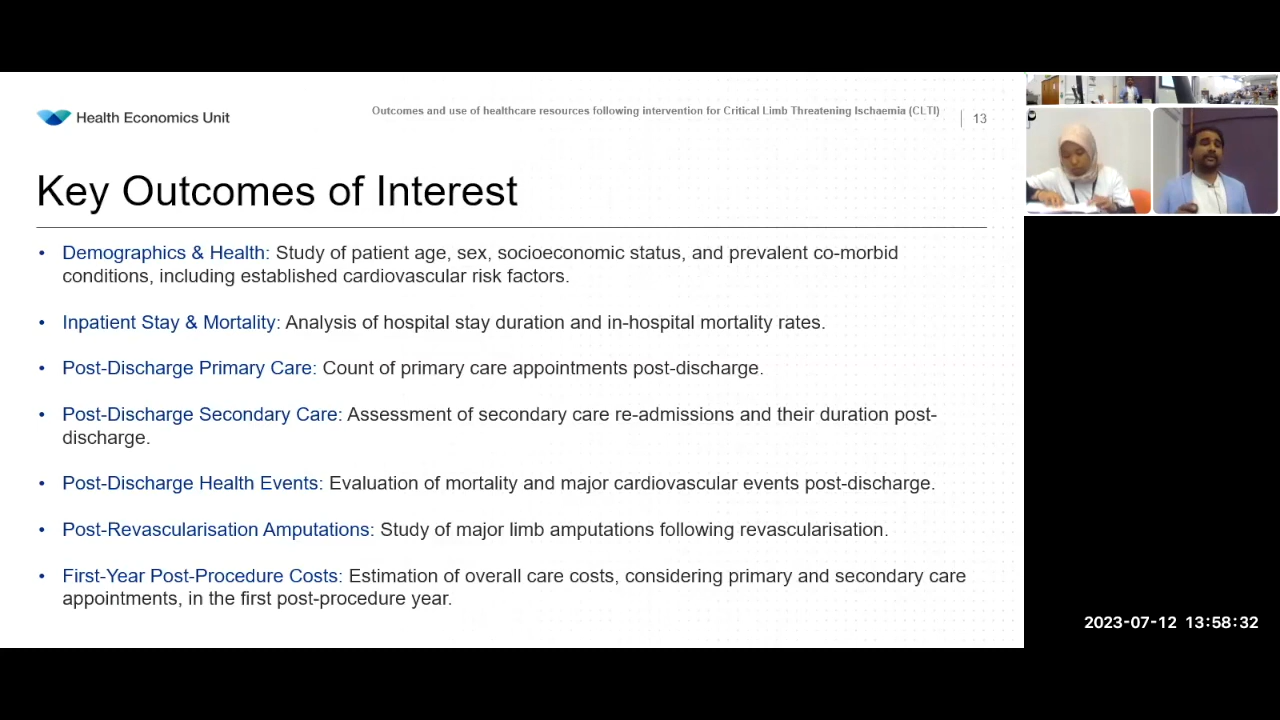 Health Economics Unit
Outcomes and use of healthcare resources following intervention for Critical Limb Threatening Ischaemia (CLTI)
13
Key Outcomes of Interest
• Demographics & Health: Study of patient age, sex, socioeconomic status, and prevalent co-morbid
conditions, including established cardiovascular risk factors.
• Inpatient Stay & Mortality: Analysis of hospital stay duration and in-hospital mortality rates.
• Post-Discharge Primary Care: Count of primary care appointments post-discharge.
• Post-Discharge Secondary Care: Assessment of secondary care re-admissions and their duration post-
discharge.
• Post-Discharge Health Events: Evaluation of mortality and major cardiovascular events post-discharge.
• Post-Revascularisation Amputations: Study of major limb amputations following revascularisation.
• First-Year Post-Procedure Costs: Estimation of overall care costs, considering primary and secondary care
appointments, in the first post-procedure year.
2023-07-12 13:58:32